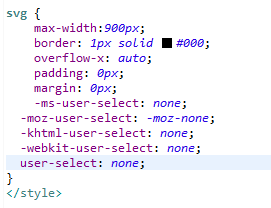 svg {
max-width:900px;
border: 1px solid #000;
overflow-x: auto;
padding: 0px;
margin: 0px;
-ms-user-select: none;
-moz-user-select: -moz-none;
-khtml-user-select: none;
-webkit-user-select: none;
user-select: none;
}
</style>